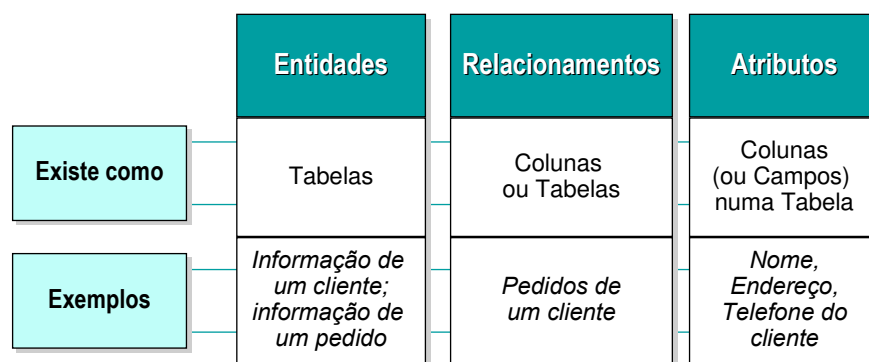 Entidades
Relacionamentos
Atributos
Existe como
Tabelas
Colunas
ou Tabelas
Colunas
(ou Campos)
numa Tabela
Exemplos
Informação de
um cliente;
informação de
um pedido
Pedidos de
um cliente
Nome,
Endereço,
Telefone do
cliente